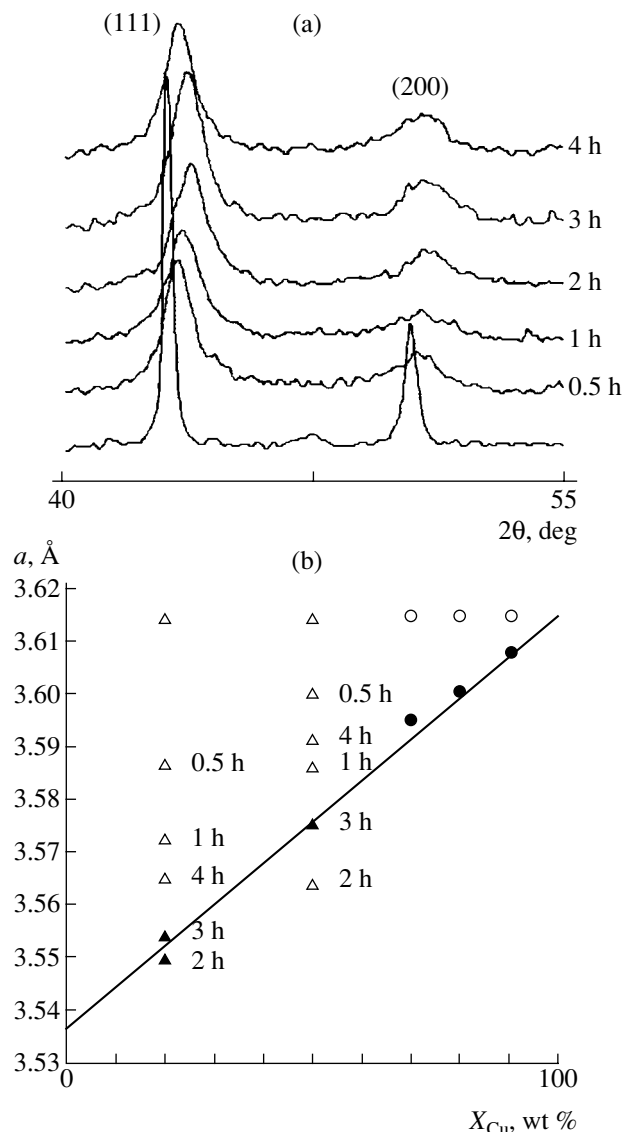 (111)
(a)
(200)
4 h
3 h
2 h
1 h
0.5 h
40
55
2θ, deg
a, Å
(b)
3.62
3.61
3.60
3.59
3.58
3.57
3.56
3.55
3.54
3.53
0.5 h
4 h
1 h
0.5 h
3 h
1 h
4 h
2 h
3 h
2 h
0
100
X_Cu, wt %